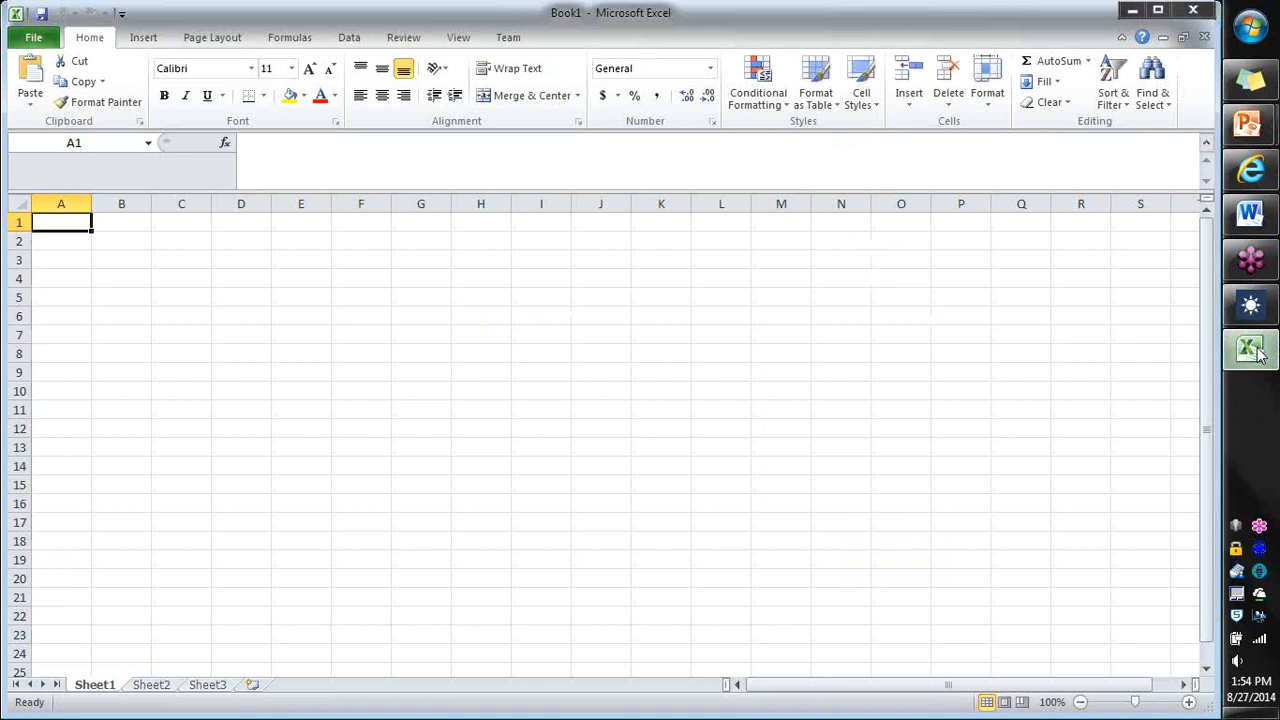 Book1 - Microsoft Excel
File Home Insert Page Layout Formulas Data Review View Team
Paste Cut Copy Format Painter Clipboard
Calibri 11 B I U A A A Font
Wrap Text Merge & Center Alignment
General $ % , Number
Conditional Formatting Format as Table Cell Styles Styles
Insert Delete Format Cells
Σ AutoSum Fill Clear Sort & Filter Find & Select Editing
A1 fx
A B C D E F G H I J K L M N O P Q R S
1
2
3
4
5
6
7
8
9
10
11
12
13
14
15
16
17
18
19
20
21
22
23
24
25
Sheet1 Sheet2 Sheet3
Ready 100%
1:54 PM
8/27/2014